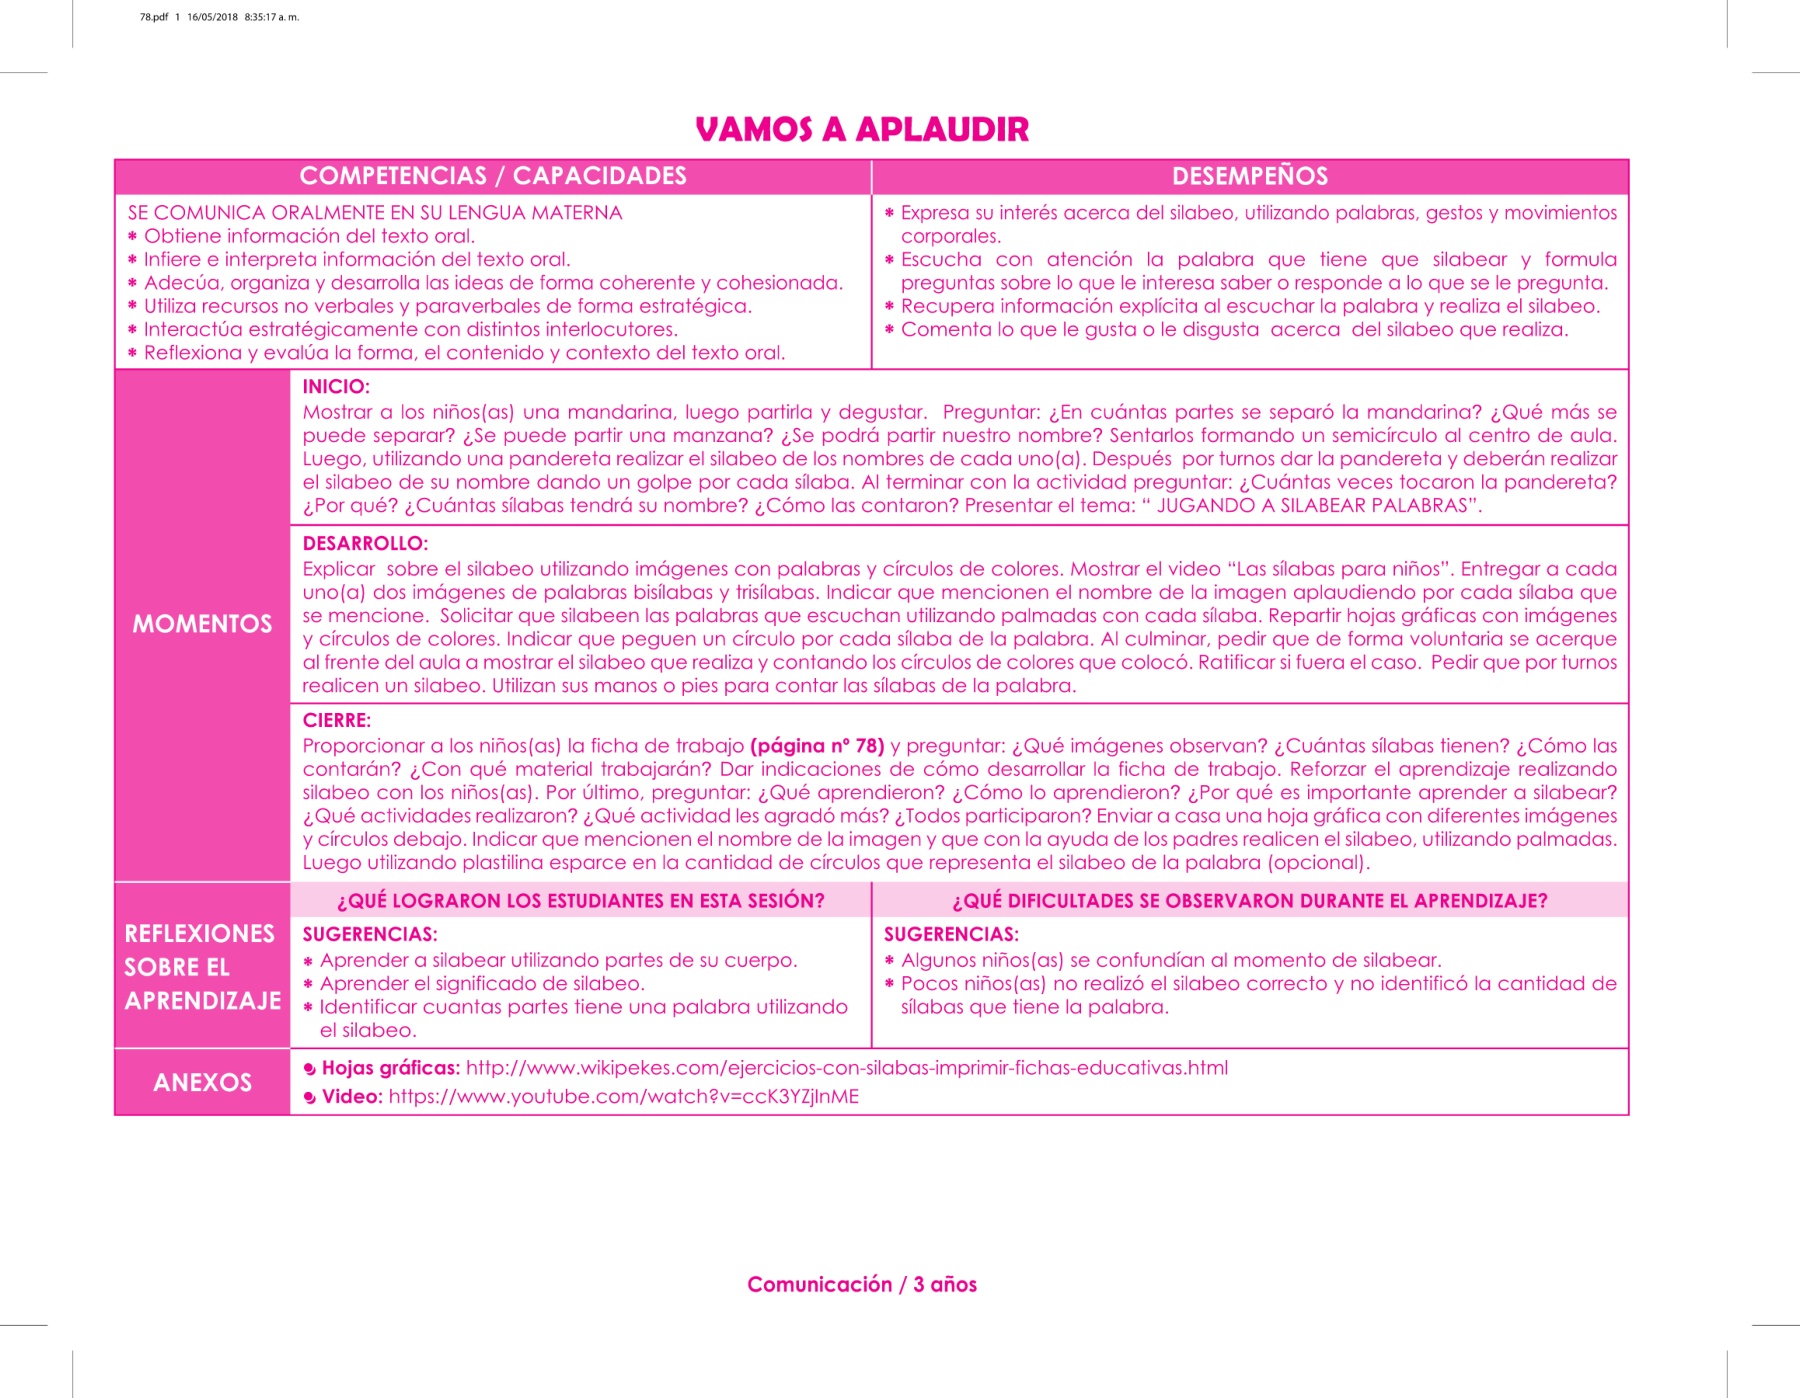 78.pdf 1 16/05/2018 8:35:17 a. m.
VAMOS A APLAUDIR
COMPETENCIAS / CAPACIDADES
DESEMPEÑOS
SE COMUNICA ORALMENTE EN SU LENGUA MATERNA
* Obtiene información del texto oral.
* Infiere e interpreta información del texto oral.
* Adecúa, organiza y desarrolla las ideas de forma coherente y cohesionada.
* Utiliza recursos no verbales y paraverbales de forma estratégica.
* Interactúa estratégicamente con distintos interlocutores.
* Reflexiona y evalúa la forma, el contenido y contexto del texto oral.
* Expresa su interés acerca del silabeo, utilizando palabras, gestos y movimientos
corporales.
* Escucha con atención la palabra que tiene que silabear y formula
preguntas sobre lo que le interesa saber o responde a lo que se le pregunta.
* Recupera información explícita al escuchar la palabra y realiza el silabeo.
* Comenta lo que le gusta o le disgusta acerca del silabeo que realiza.
MOMENTOS
INICIO:
Mostrar a los niños(as) una mandarina, luego partirla y degustar. Preguntar: ¿En cuántas partes se separó la mandarina? ¿Qué más se
puede separar? ¿Se puede partir una manzana? ¿Se podrá partir nuestro nombre? Sentarlos formando un semicírculo al centro de aula.
Luego, utilizando una pandereta realizar el silabeo de los nombres de cada uno(a). Después por turnos dar la pandereta y deberán realizar
el silabeo de su nombre dando un golpe por cada sílaba. Al terminar con la actividad preguntar: ¿Cuántas veces tocaron la pandereta?
¿Por qué? ¿Cuántas sílabas tendrá su nombre? ¿Cómo las contaron? Presentar el tema: “ JUGANDO A SILABEAR PALABRAS”.
DESARROLLO:
Explicar sobre el silabeo utilizando imágenes con palabras y círculos de colores. Mostrar el video “Las sílabas para niños”. Entregar a cada
uno(a) dos imágenes de palabras bisílabas y trisílabas. Indicar que mencionen el nombre de la imagen aplaudiendo por cada sílaba que
se mencione. Solicitar que silabeen las palabras que escuchan utilizando palmadas con cada sílaba. Repartir hojas gráficas con imágenes
y círculos de colores. Indicar que peguen un círculo por cada sílaba de la palabra. Al culminar, pedir que de forma voluntaria se acerque
al frente del aula a mostrar el silabeo que realiza y contando los círculos de colores que colocó. Ratificar si fuera el caso. Pedir que por turnos
realicen un silabeo. Utilizan sus manos o pies para contar las sílabas de la palabra.
CIERRE:
Proporcionar a los niños(as) la ficha de trabajo (página nº 78) y preguntar: ¿Qué imágenes observan? ¿Cuántas sílabas tienen? ¿Cómo las
contarán? ¿Con qué material trabajarán? Dar indicaciones de cómo desarrollar la ficha de trabajo. Reforzar el aprendizaje realizando
silabeo con los niños(as). Por último, preguntar: ¿Qué aprendieron? ¿Cómo lo aprendieron? ¿Por qué es importante aprender a silabear?
¿Qué actividades realizaron? ¿Qué actividad les agradó más? ¿Todos participaron? Enviar a casa una hoja gráfica con diferentes imágenes
y círculos debajo. Indicar que mencionen el nombre de la imagen y que con la ayuda de los padres realicen el silabeo, utilizando palmadas.
Luego utilizando plastilina esparce en la cantidad de círculos que representa el silabeo de la palabra (opcional).
REFLEXIONES
SOBRE EL
APRENDIZAJE
¿QUÉ LOGRARON LOS ESTUDIANTES EN ESTA SESIÓN?
SUGERENCIAS:
* Aprender a silabear utilizando partes de su cuerpo.
* Aprender el significado de silabeo.
* Identificar cuantas partes tiene una palabra utilizando
el silabeo.
¿QUÉ DIFICULTADES SE OBSERVARON DURANTE EL APRENDIZAJE?
SUGERENCIAS:
* Algunos niños(as) se confundían al momento de silabear.
* Pocos niños(as) no realizó el silabeo correcto y no identificó la cantidad de
sílabas que tiene la palabra.
ANEXOS
Hojas gráficas: http://www.wikipekes.com/ejercicios-con-silabas-imprimir-fichas-educativas.html
Video: https://www.youtube.com/watch?v=ccK3YZjInME
Comunicación / 3 años